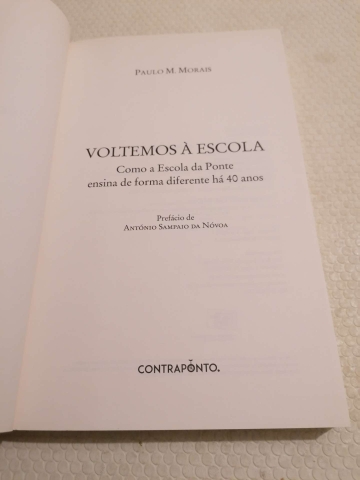 Paulo M. Morais
VOLTEMOS À ESCOLA
Como a Escola da Ponte
ensina de forma diferente há 40 anos
Prefácio de
António Sampaio da Nóvoa
CONTRAPONTO.